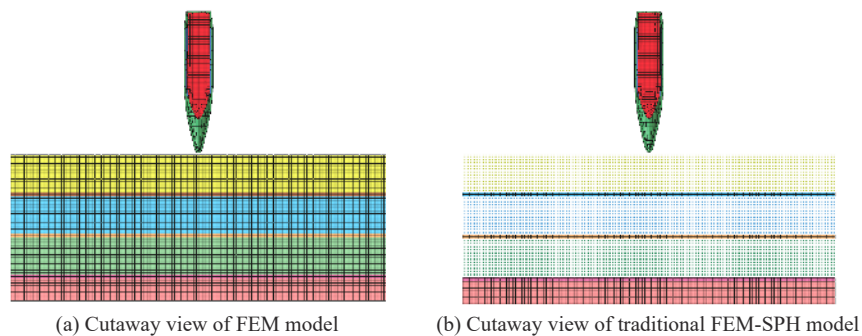 (a) Cutaway view of FEM model
(b) Cutaway view of traditional FEM-SPH model